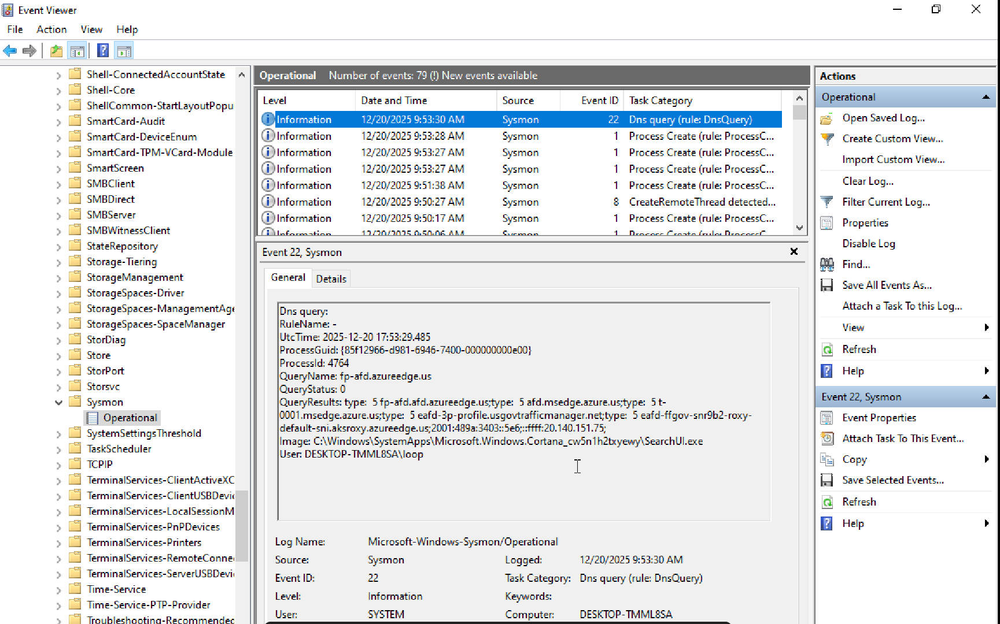 Event Viewer
File Action View Help
Shell-ConnectedAccountState
Shell-Core
ShellCommon-StartLayoutPopu
SmartCard-Audit
SmartCard-DeviceEnum
SmartCard-TPM-VCard-Module
SmartScreen
SMBClient
SMBDirect
SMBServer
SMBWitnessClient
StateRepository
Storage-Tiering
StorageManagement
StorageSpaces-Driver
StorageSpaces-ManagementAge
StorageSpaces-SpaceManager
StorDiag
Store
StorPort
Storsvc
Sysmon
Operational
SystemSettingsThreshold
TaskScheduler
TCPIP
TerminalServices-ClientActiveXC
TerminalServices-ClientUSBDevic
TerminalServices-LocalSessionM
TerminalServices-PnPDevices
TerminalServices-Printers
TerminalServices-RemoteConnec
TerminalServices-ServerUSBDevic
Time-Service
Time-Service-PTP-Provider
Troubleshooting-Recommended
Operational Number of events: 79 (!) New events available
Level Date and Time Source Event ID Task Category
Information 12/20/2025 9:53:30 AM Sysmon 22 Dns query (rule: DnsQuery)
Information 12/20/2025 9:53:28 AM Sysmon 1 Process Create (rule: ProcessC...
Information 12/20/2025 9:53:27 AM Sysmon 1 Process Create (rule: ProcessC...
Information 12/20/2025 9:53:27 AM Sysmon 1 Process Create (rule: ProcessC...
Information 12/20/2025 9:51:38 AM Sysmon 1 Process Create (rule: ProcessC...
Information 12/20/2025 9:50:27 AM Sysmon 8 CreateRemoteThread detected...
Information 12/20/2025 9:50:17 AM Sysmon 1 Process Create (rule: ProcessC...
Information 12/20/2025 9:50:06 AM Sysmon 1 Process Create (rule: ProcessC...
Event 22, Sysmon
General Details
Dns query:
RuleName: -
UtcTime: 2025-12-20 17:53:29.485
ProcessGuid: {85f12966-d981-6946-7400-000000000e00}
ProcessId: 4764
QueryName: fp-afd.azureedge.us
QueryStatus: 0
QueryResults: type:  5 fp-afd.afd.azureedge.us;type:  5 afd.msedge.azure.us;type:  5 t-
0001.msedge.azure.us;type:  5 eafd-3p-profile.usgovtrafficmanager.net;type:  5 eafd-ffgov-snr9b2-roxy-
default-sni.aksroxy.azureedge.us;2001:489a:3403::5e6;::ffff:20.140.151.75;
Image: C:\Windows\SystemApps\Microsoft.Windows.Cortana_cw5n1h2txyewy\SearchUI.exe
User: DESKTOP-TMML8SA\loop
Log Name: Microsoft-Windows-Sysmon/Operational
Source: Sysmon Logged: 12/20/2025 9:53:30 AM
Event ID: 22 Task Category: Dns query (rule: DnsQuery)
Level: Information Keywords:
User: SYSTEM Computer: DESKTOP-TMML8SA
Actions
Operational
Open Saved Log...
Create Custom View...
Import Custom View...
Clear Log...
Filter Current Log...
Properties
Disable Log
Find...
Save All Events As...
Attach a Task To this Log...
View
Refresh
Help
Event 22, Sysmon
Event Properties
Attach Task To This Event...
Copy
Save Selected Events...
Refresh
Help